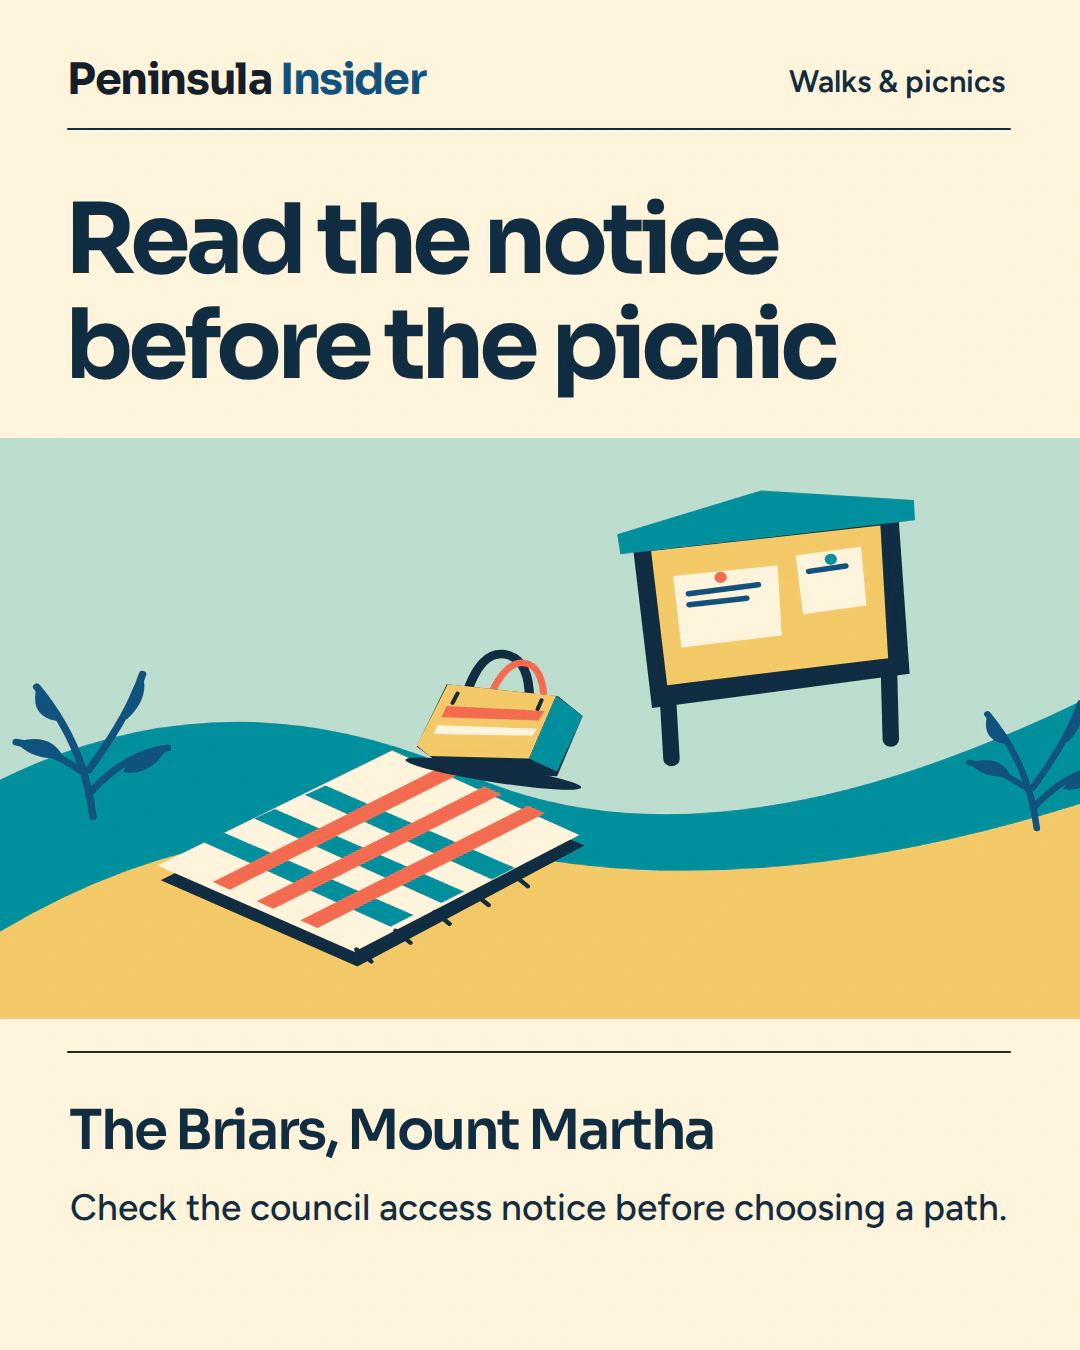 Peninsula Insider
Walks & picnics
Read the notice
before the picnic
The Briars, Mount Martha
Check the council access notice before choosing a path.